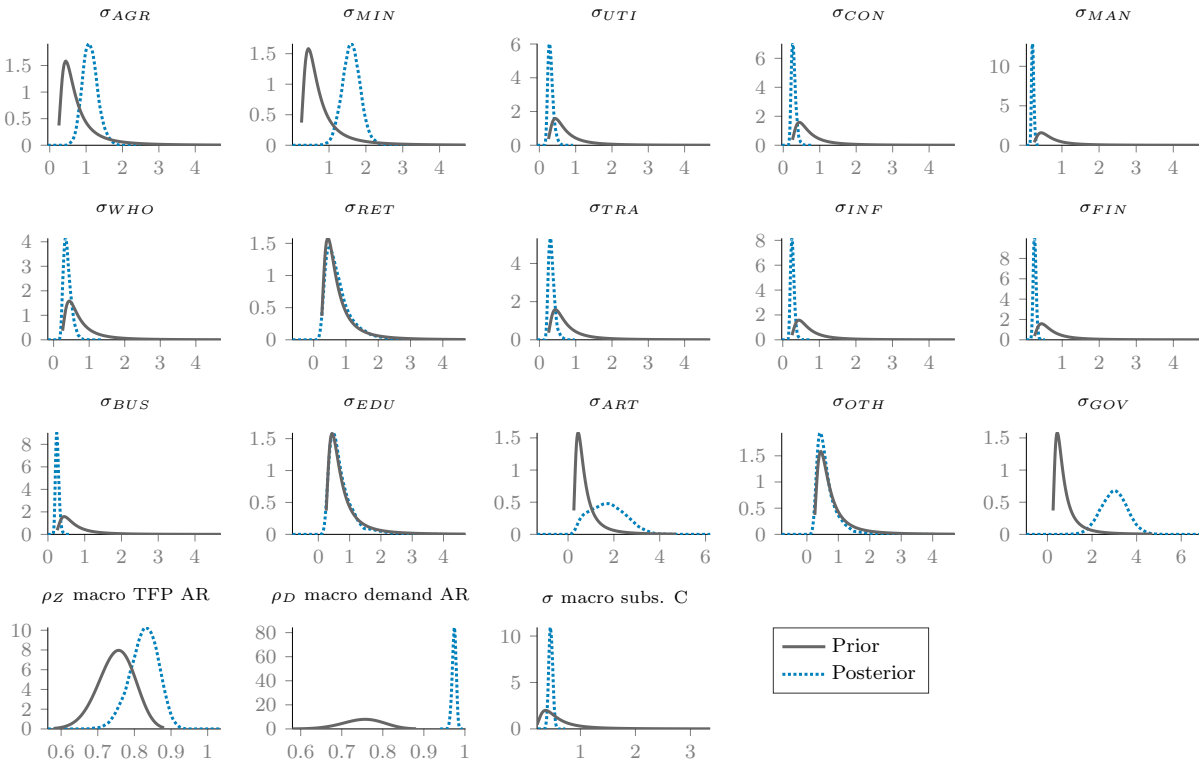 σ_AGR
σ_MIN
σ_UTI
σ_CON
σ_MAN
1.5
1
0.5
0
0 1 2 3 4
1.5
1
0.5
0
1 2 3 4
6
4
2
0
0 1 2 3 4
6
4
2
0
0 1 2 3 4
10
5
0
1 2 3 4
σ_WHO
σ_RET
σ_TRA
σ_INF
σ_FIN
4
3
2
1
0
0 1 2 3 4
1.5
1
0.5
0
0 1 2 3 4
4
2
0
0 1 2 3 4
8
6
4
2
0
0 1 2 3 4
8
6
4
2
0
1 2 3 4
σ_BUS
σ_EDU
σ_ART
σ_OTH
σ_GOV
8
6
4
2
0
0 1 2 3 4
1.5
1
0.5
0
0 1 2 3 4
1.5
1
0.5
0
0 2 4 6
1.5
1
0.5
0
0 1 2 3 4
1.5
1
0.5
0
0 2 4 6
ρ_Z macro TFP AR
ρ_D macro demand AR
σ macro subs. C
10
8
6
4
2
0
0.6 0.7 0.8 0.9 1
80
60
40
20
0
0.6 0.7 0.8 0.9 1
10
5
0
1 2 3
Prior
Posterior